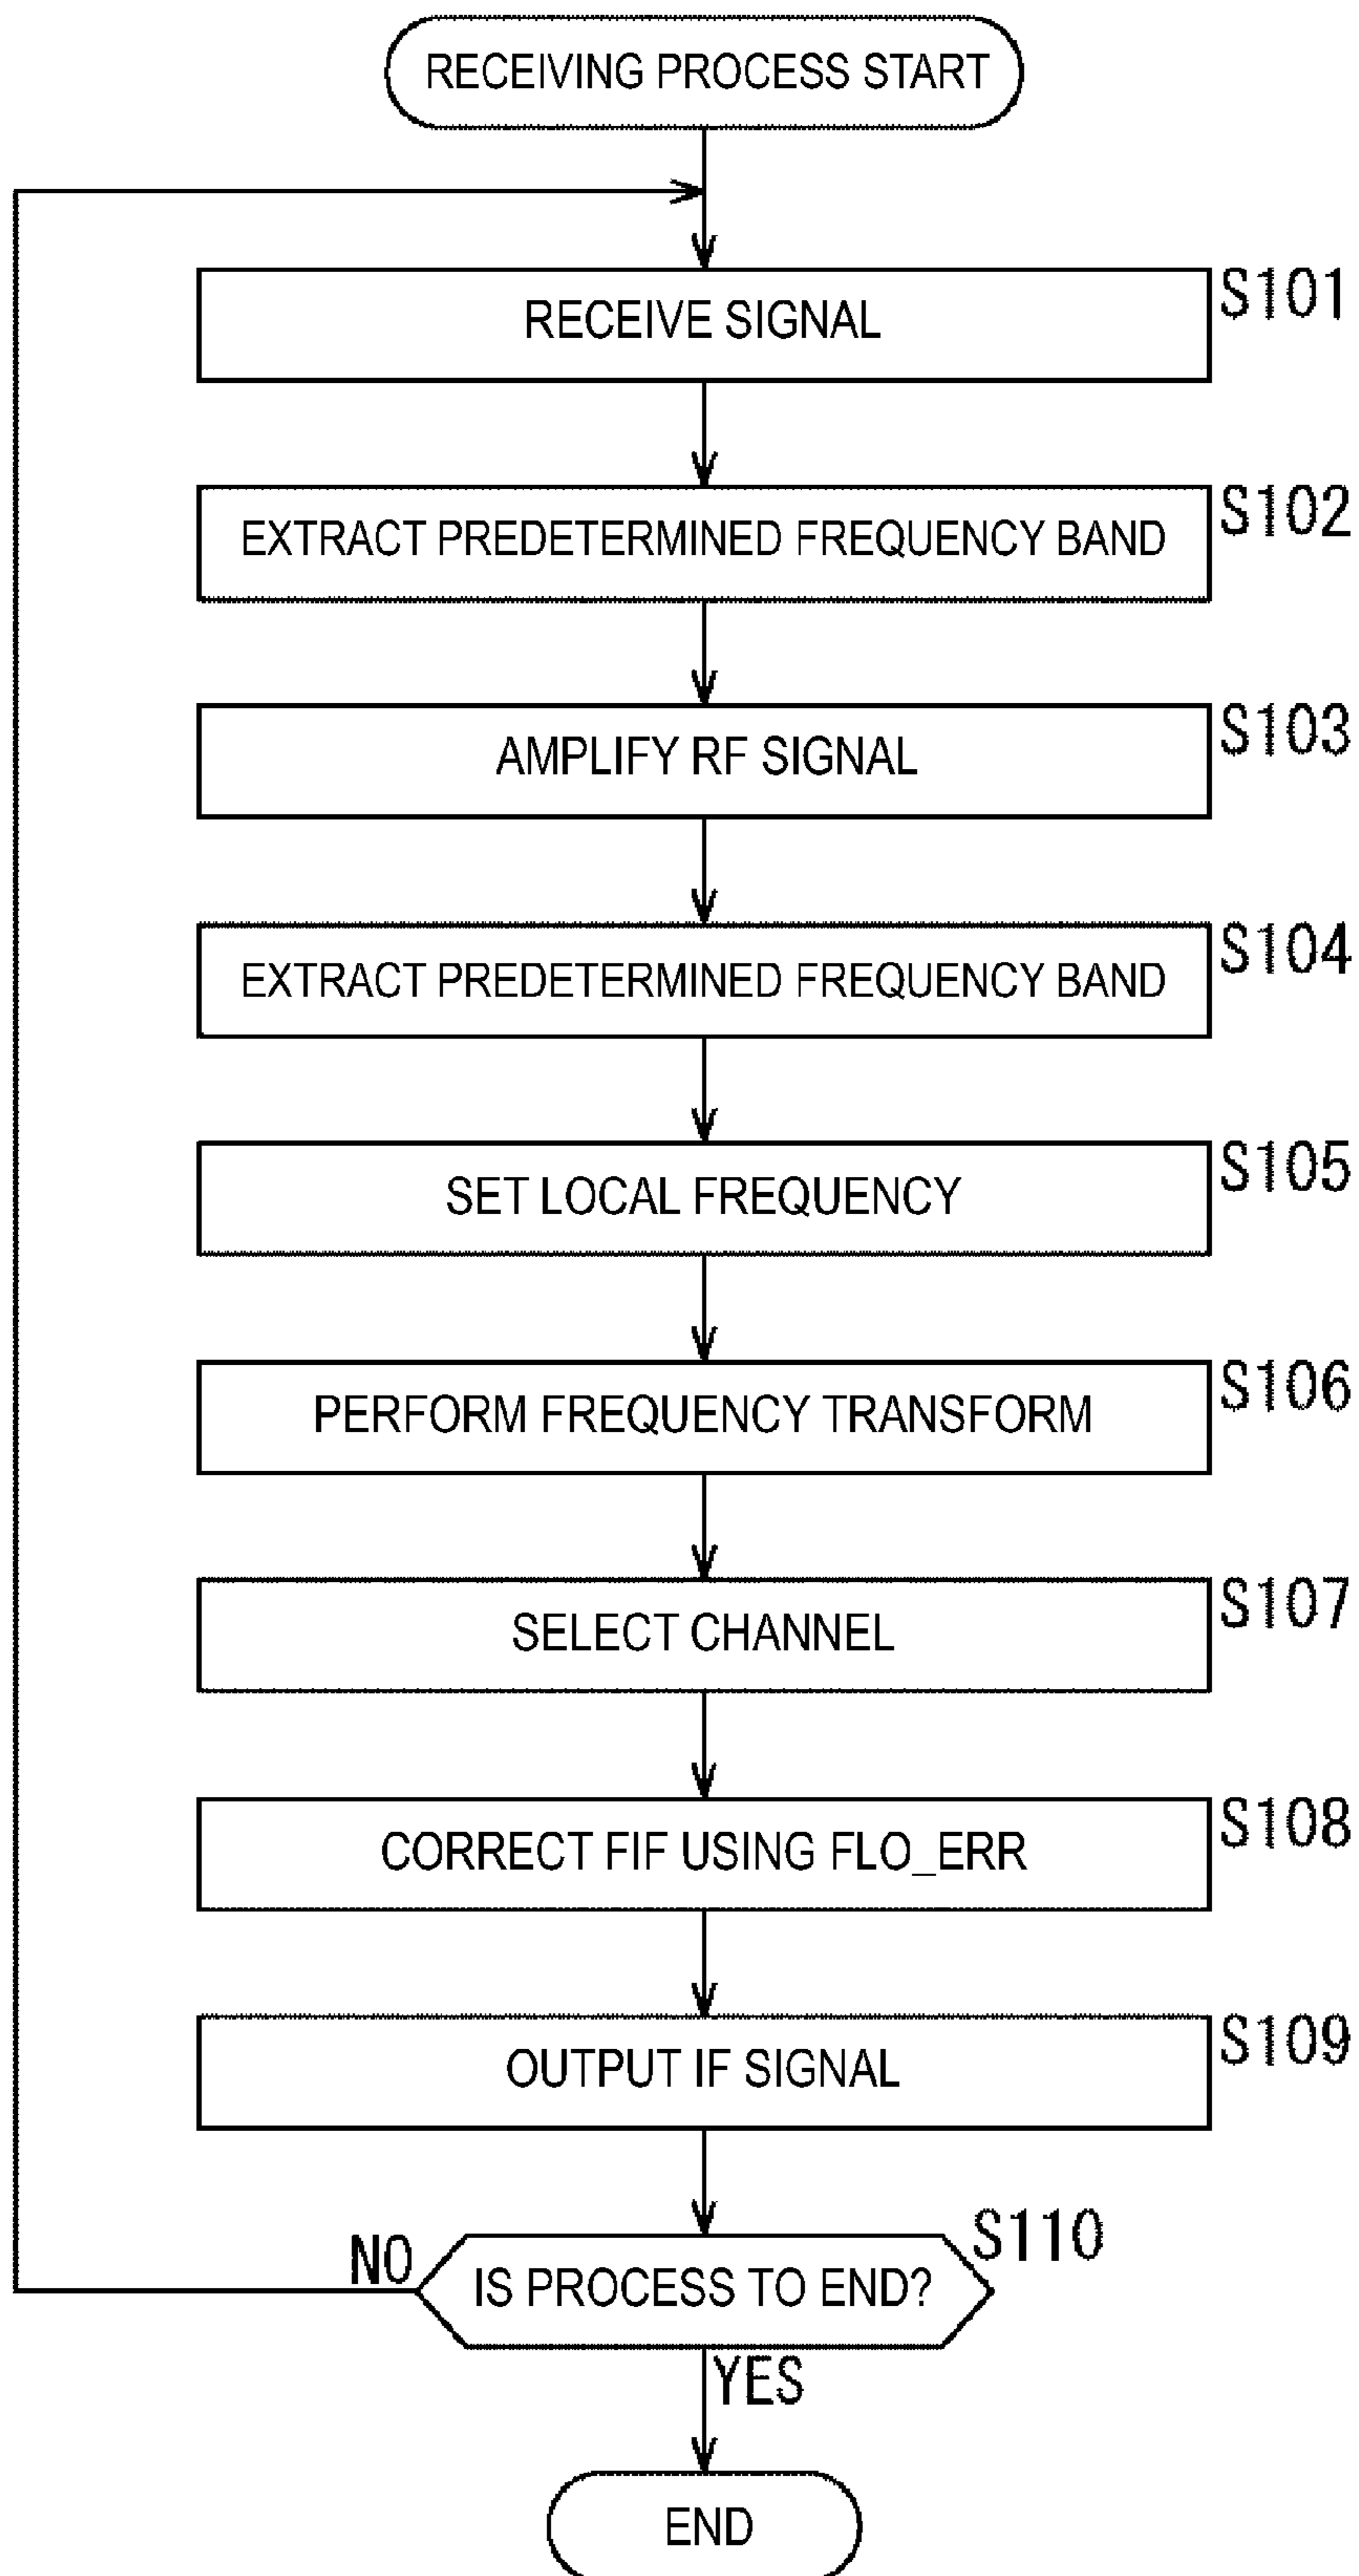 RECEIVING PROCESS START
RECEIVE SIGNAL
S101
EXTRACT PREDETERMINED FREQUENCY BAND
S102
AMPLIFY RF SIGNAL
S103
EXTRACT PREDETERMINED FREQUENCY BAND
S104
SET LOCAL FREQUENCY
S105
PERFORM FREQUENCY TRANSFORM
S106
SELECT CHANNEL
S107
CORRECT FIF USING FLO_ERR
S108
OUTPUT IF SIGNAL
S109
NO
IS PROCESS TO END?
S110
YES
END